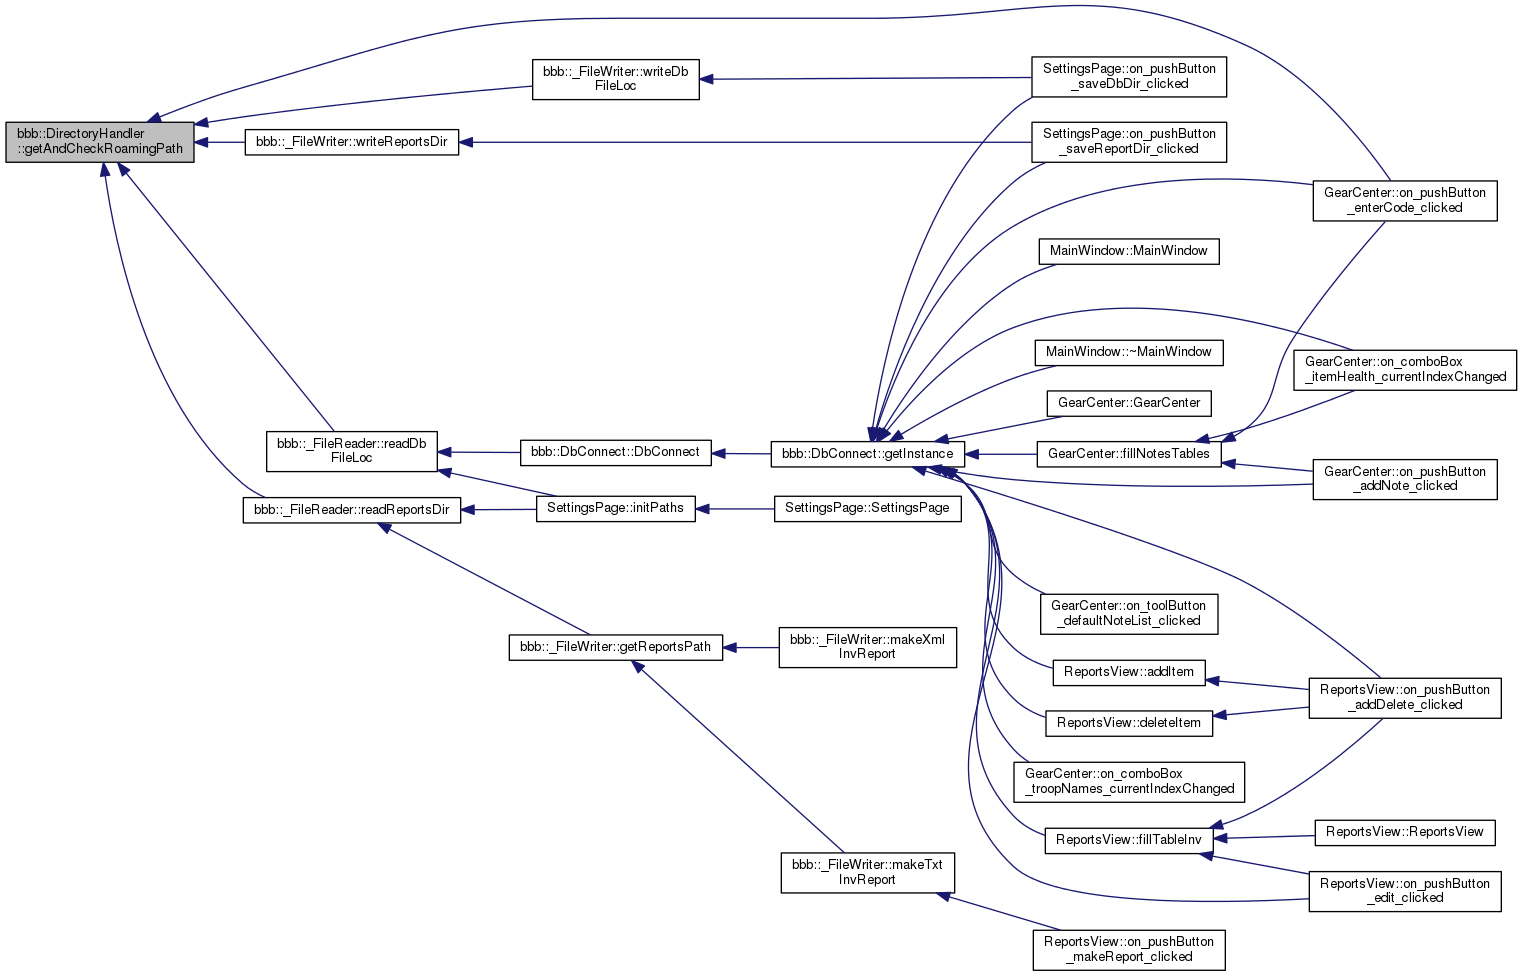 bbb::DirectoryHandler
::getAndCheckRoamingPath
bbb::_FileWriter::writeDb
FileLoc
bbb::_FileWriter::writeReportsDir
bbb::_FileReader::readDb
FileLoc
bbb::_FileReader::readReportsDir
bbb::DbConnect::DbConnect
SettingsPage::initPaths
bbb::_FileWriter::getReportsPath
bbb::DbConnect::getInstance
SettingsPage::SettingsPage
bbb::_FileWriter::makeXml
InvReport
bbb::_FileWriter::makeTxt
InvReport
SettingsPage::on_pushButton
_saveDbDir_clicked
SettingsPage::on_pushButton
_saveReportDir_clicked
MainWindow::MainWindow
MainWindow::~MainWindow
GearCenter::GearCenter
GearCenter::fillNotesTables
GearCenter::on_toolButton
_defaultNoteList_clicked
ReportsView::addItem
ReportsView::deleteItem
GearCenter::on_comboBox
_troopNames_currentIndexChanged
ReportsView::fillTableInv
ReportsView::on_pushButton
_makeReport_clicked
GearCenter::on_pushButton
_enterCode_clicked
GearCenter::on_comboBox
_itemHealth_currentIndexChanged
GearCenter::on_pushButton
_addNote_clicked
ReportsView::on_pushButton
_addDelete_clicked
ReportsView::ReportsView
ReportsView::on_pushButton
_edit_clicked